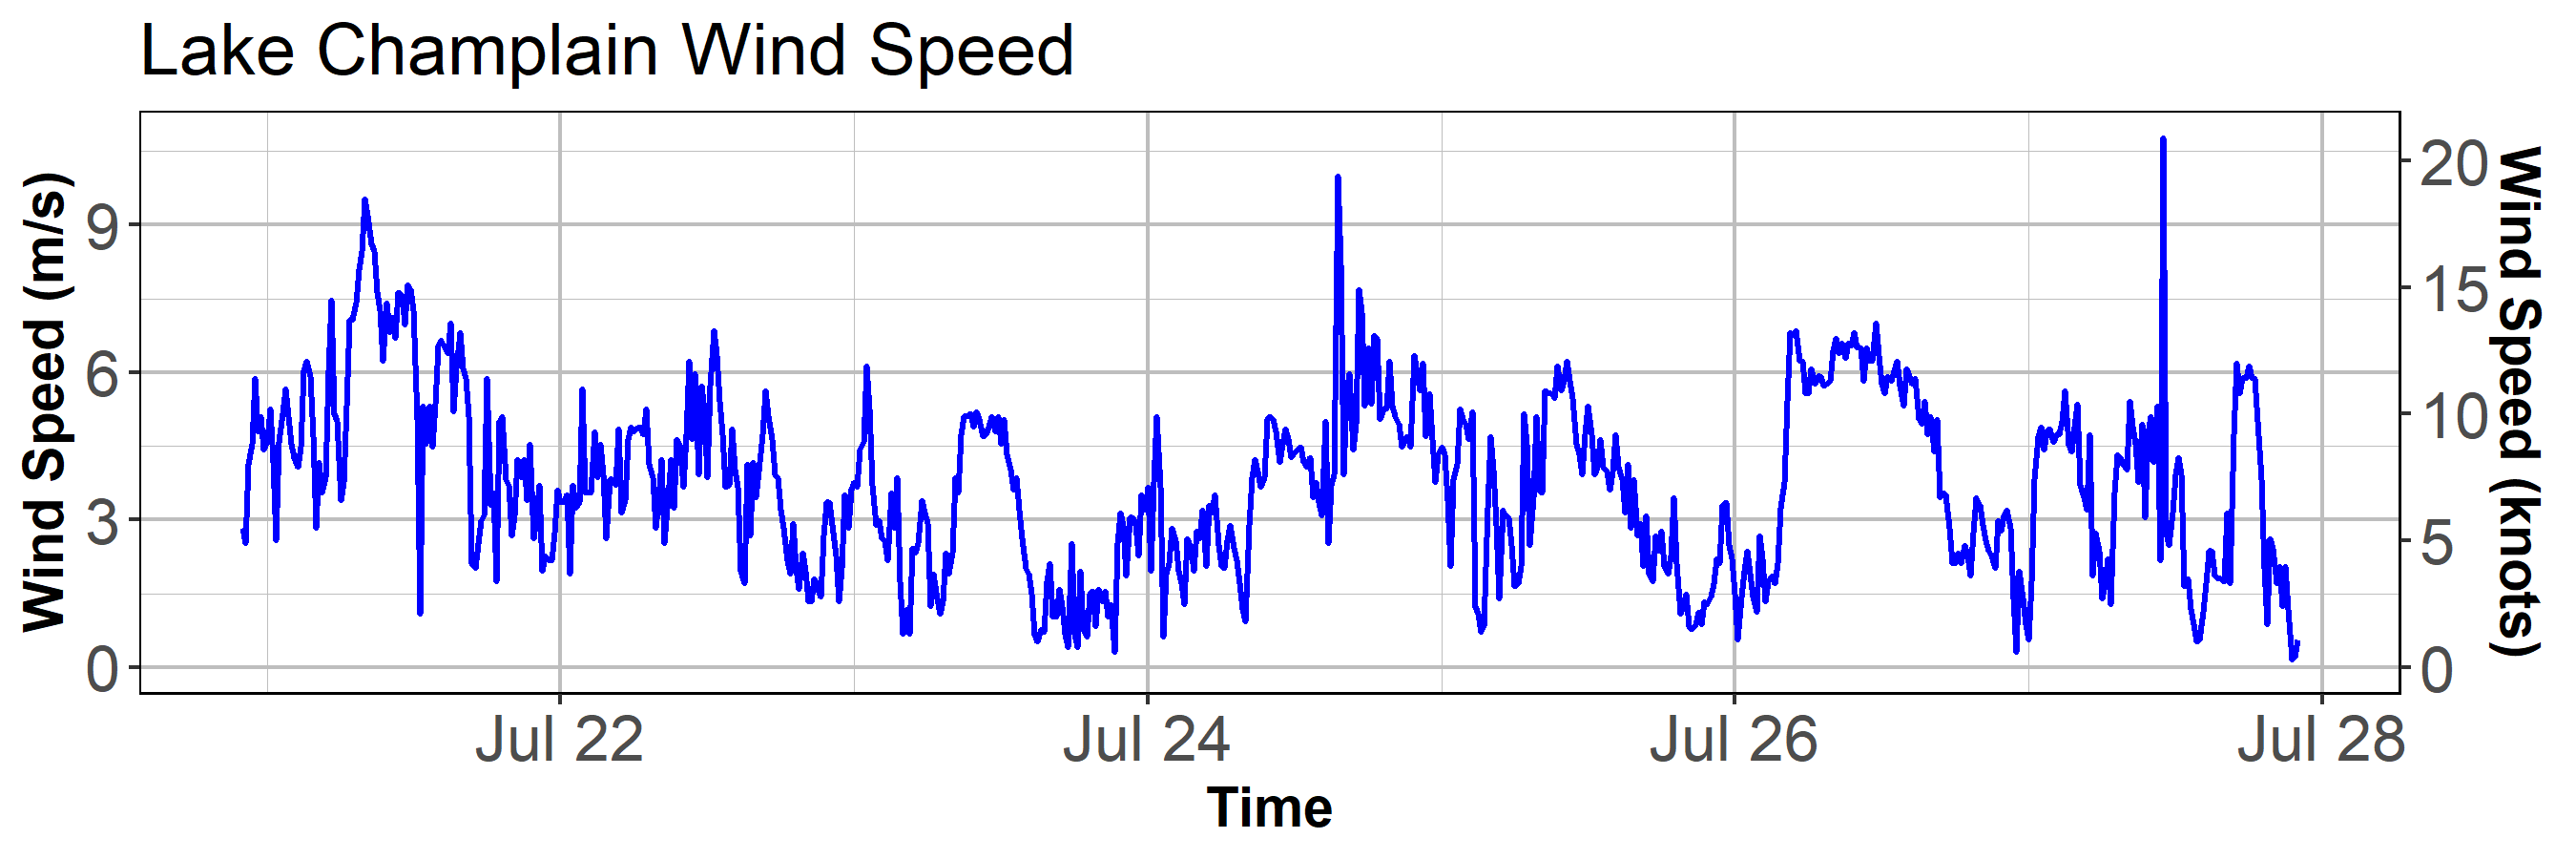 Lake Champlain Wind Speed
Wind Speed (m/s)
9
6
3
0
20
15
10
5
0
Wind Speed (knots)
Jul 22
Jul 24
Jul 26
Jul 28
Time